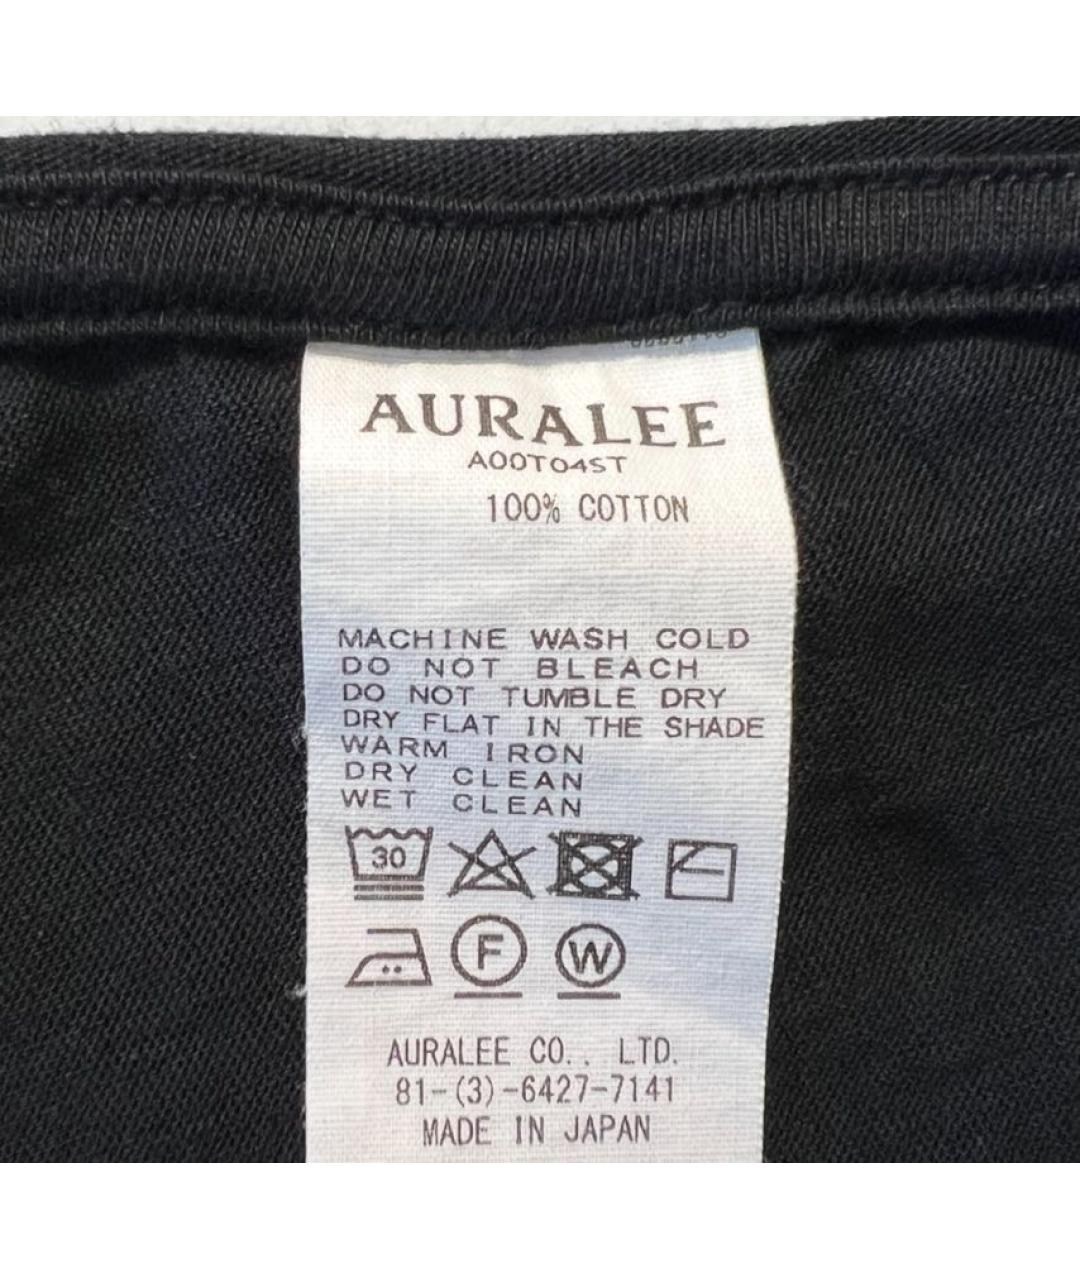 AURALEE
A00T04ST
100% COTTON
MACHINE WASH COLD
DO NOT BLEACH
DO NOT TUMBLE DRY
DRY FLAT IN THE SHADE
WARM IRON
DRY CLEAN
WET CLEAN
30
F W
AURALEE CO., LTD.
81-(3)-6427-7141
MADE IN JAPAN